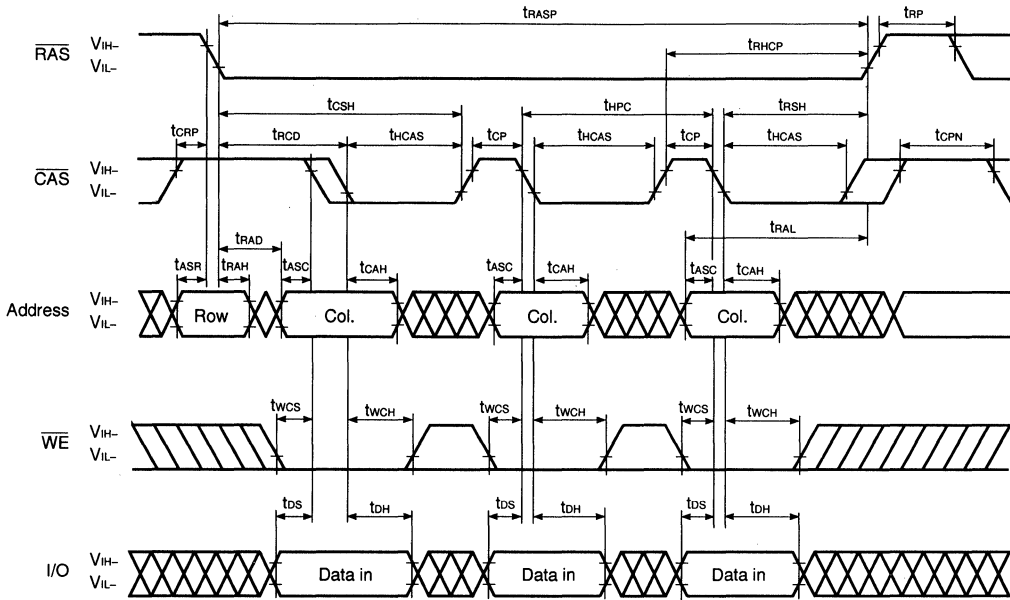 tRASP
tRP
RAS
VIH–
VIL–
tRHCP
tCSH
tHPC
tRSH
tCRP
tRCD
tHCAS
tCP
tHCAS
tCP
tHCAS
tCPN
CAS
VIH–
VIL–
tRAD
tRAL
tASR
tRAH
tASC
tCAH
tASC
tCAH
tASC
tCAH
Address
VIH–
VIL–
Row
Col.
Col.
Col.
tWCS
tWCH
tWCS
tWCH
tWCS
tWCH
WE
VIH–
VIL–
tDS
tDH
tDS
tDH
tDS
tDH
I/O
VIH–
VIL–
Data in
Data in
Data in